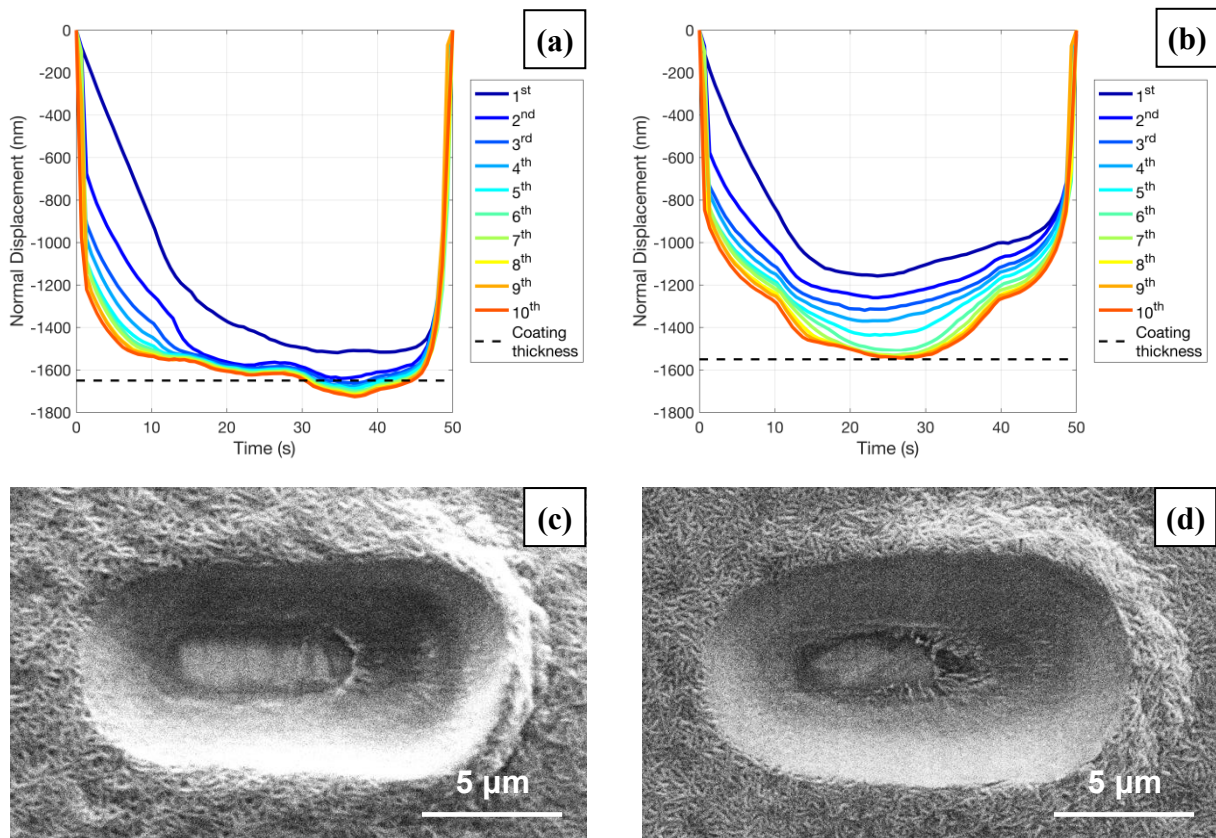 (a)
0
-200
-400
-600
-800
-1000
-1200
-1400
-1600
-1800
0 10 20 30 40 50
Normal Displacement (nm)
Time (s)
1st
2nd
3rd
4th
5th
6th
7th
8th
9th
10th
Coating
thickness
(b)
0
-200
-400
-600
-800
-1000
-1200
-1400
-1600
-1800
0 10 20 30 40 50
Normal Displacement (nm)
Time (s)
1st
2nd
3rd
4th
5th
6th
7th
8th
9th
10th
Coating
thickness
(c)
5 μm
(d)
5 μm